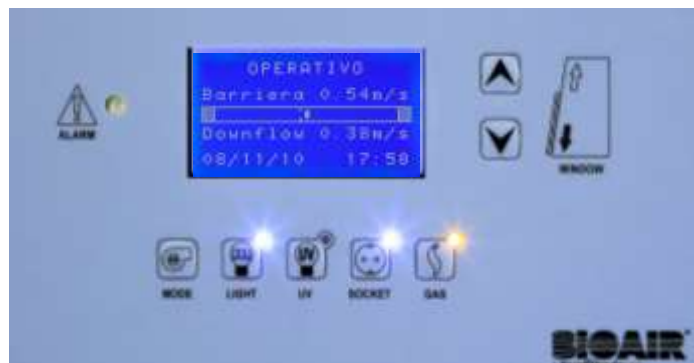 OPERATIVO
Barriera 0.54m/s
Downflow 0.38m/s
08/11/10 17:58
ALARM
WINDOW
UV
MODE
LIGHT
UV
SOCKET
GAS
BIOAIR